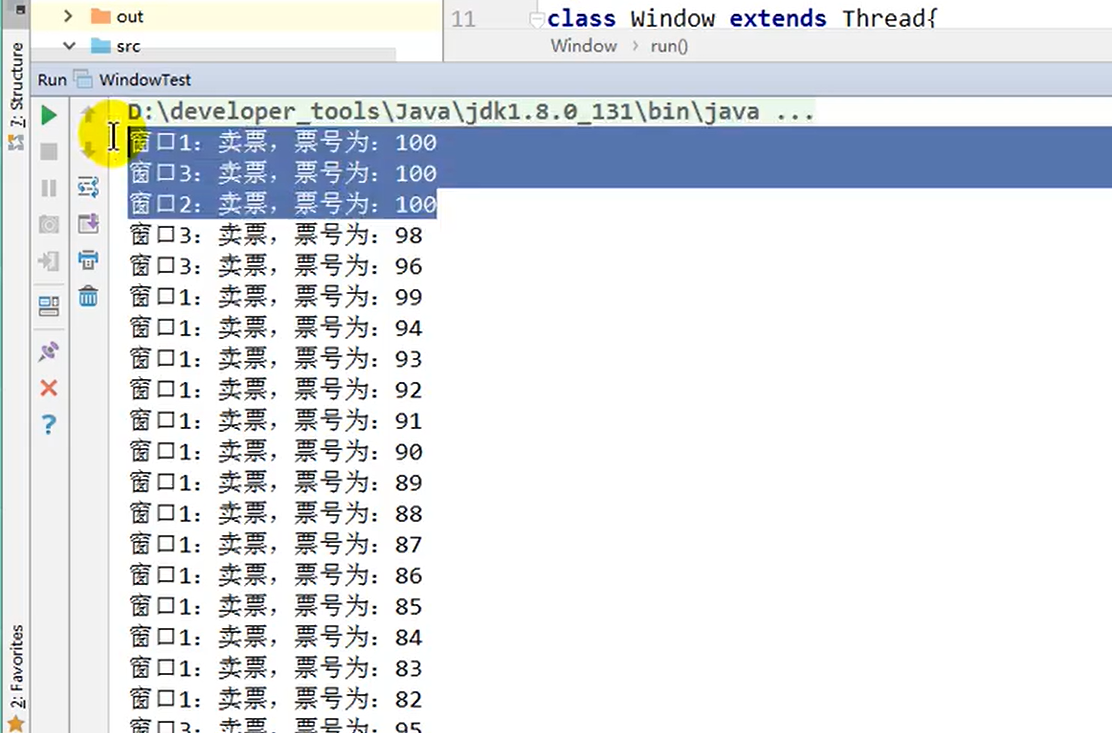 out
src
11
class Window extends Thread{
Window › run()
Run WindowTest
7: Structure
D:\developer_tools\Java\jdk1.8.0_131\bin\java ...
窗口1：卖票，票号为：100
窗口3：卖票，票号为：100
窗口2：卖票，票号为：100
窗口3：卖票，票号为：98
窗口3：卖票，票号为：96
窗口1：卖票，票号为：99
窗口1：卖票，票号为：94
窗口1：卖票，票号为：93
窗口1：卖票，票号为：92
窗口1：卖票，票号为：91
窗口1：卖票，票号为：90
窗口1：卖票，票号为：89
窗口1：卖票，票号为：88
窗口1：卖票，票号为：87
窗口1：卖票，票号为：86
窗口1：卖票，票号为：85
窗口1：卖票，票号为：84
窗口1：卖票，票号为：83
窗口1：卖票，票号为：82
窗口3：卖票，票号为：95
2: Favorites